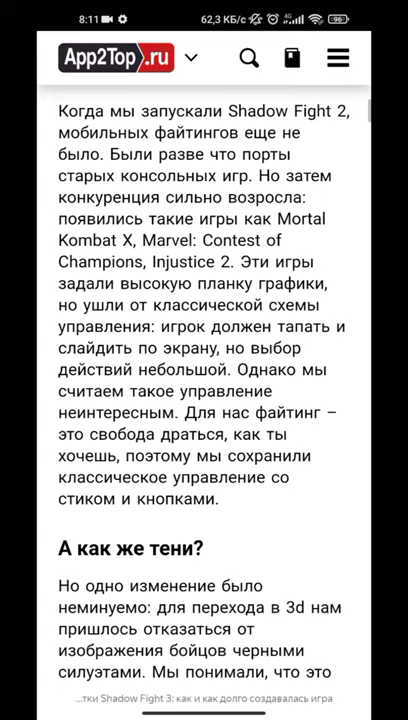 8:11
62,3 КБ/с
4G
96
App2Top .ru
Когда мы запускали Shadow Fight 2,
мобильных файтингов еще не
было. Были разве что порты
старых консольных игр. Но затем
конкуренция сильно возросла:
появились такие игры как Mortal
Kombat X, Marvel: Contest of
Champions, Injustice 2. Эти игры
задали высокую планку графики,
но ушли от классической схемы
управления: игрок должен тапать и
слайдить по экрану, но выбор
действий небольшой. Однако мы
считаем такое управление
неинтересным. Для нас файтинг –
это свобода драться, как ты
хочешь, поэтому мы сохранили
классическое управление со
стиком и кнопками.
А как же тени?
Но одно изменение было
неминуемо: для перехода в 3d нам
пришлось отказаться от
изображения бойцов черными
силуэтами. Мы понимали, что это
...тки Shadow Fight 3: как и как долго создавалась игра